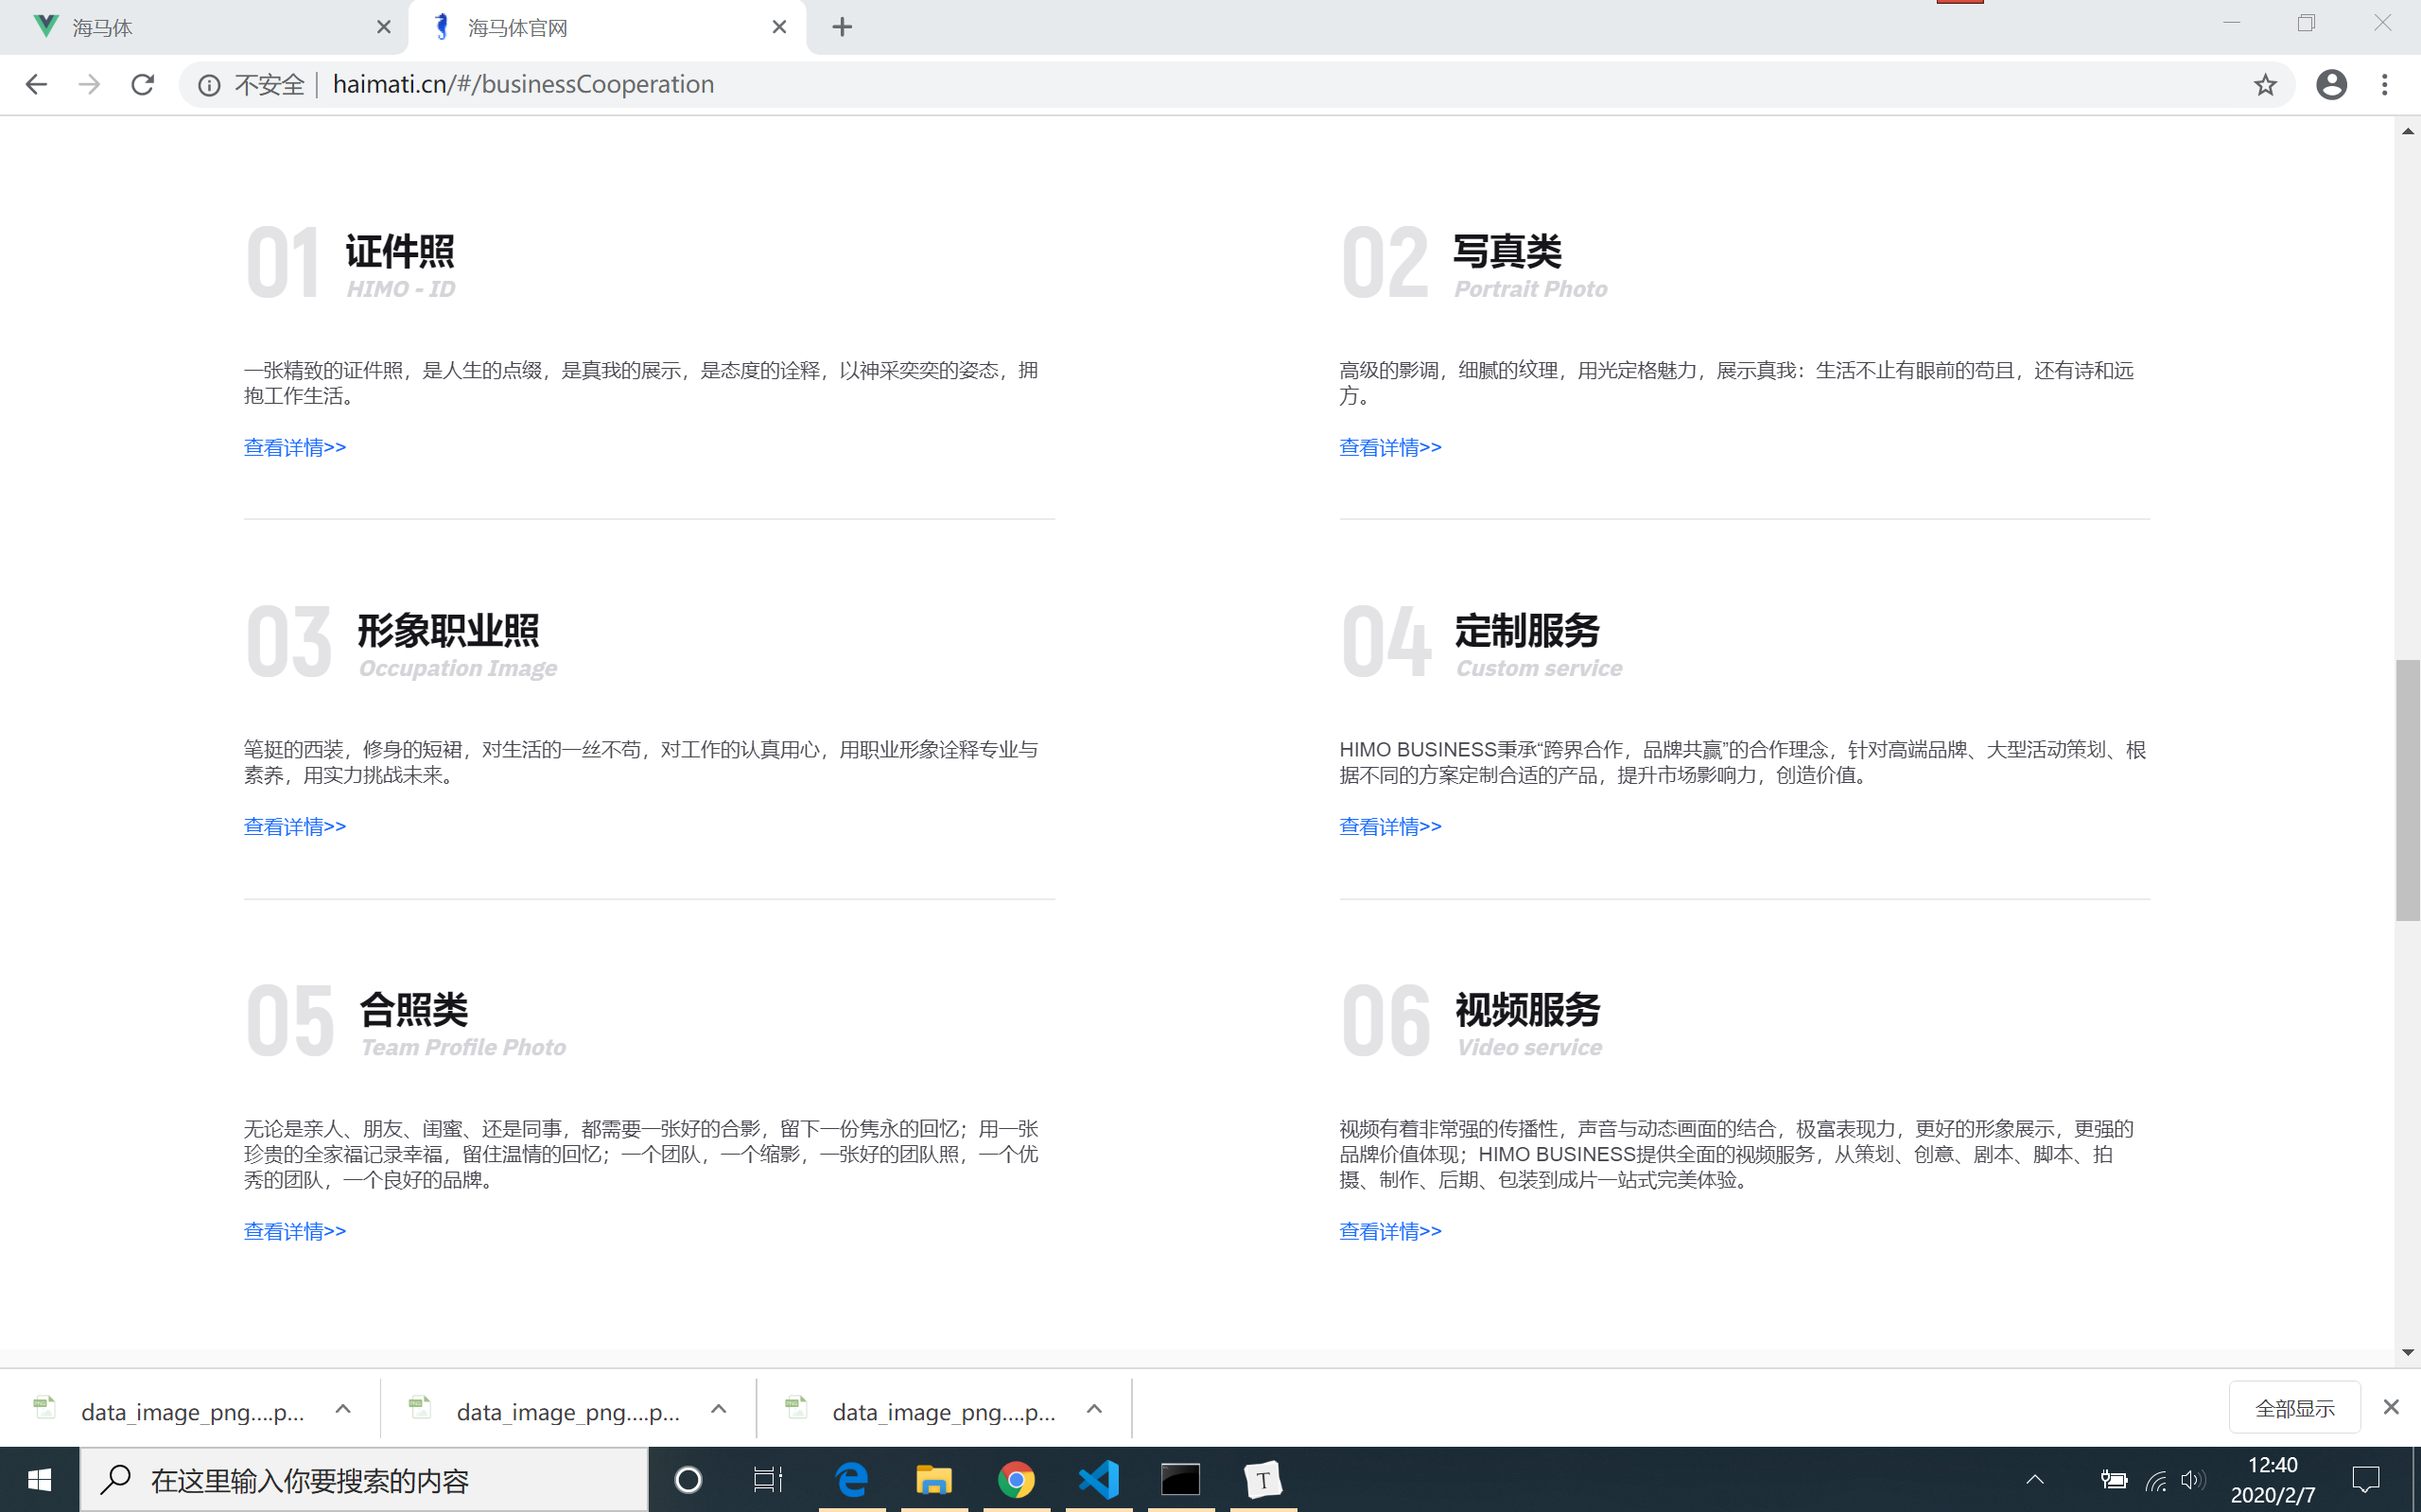 海马体
海马体官网
不安全 | haimati.cn/#/businessCooperation
01 证件照
HIMO - ID
一张精致的证件照，是人生的点缀，是真我的展示，是态度的诠释，以神采奕奕的姿态，拥
抱工作生活。
查看详情>>
02 写真类
Portrait Photo
高级的影调，细腻的纹理，用光定格魅力，展示真我：生活不止有眼前的苟且，还有诗和远
方。
查看详情>>
03 形象职业照
Occupation Image
笔挺的西装，修身的短裙，对生活的一丝不苟，对工作的认真用心，用职业形象诠释专业与
素养，用实力挑战未来。
查看详情>>
04 定制服务
Custom service
HIMO BUSINESS秉承“跨界合作，品牌共赢”的合作理念，针对高端品牌、大型活动策划、根
据不同的方案定制合适的产品，提升市场影响力，创造价值。
查看详情>>
05 合照类
Team Profile Photo
无论是亲人、朋友、闺蜜、还是同事，都需要一张好的合影，留下一份隽永的回忆；用一张
珍贵的全家福记录幸福，留住温情的回忆；一个团队，一个缩影，一张好的团队照，一个优
秀的团队，一个良好的品牌。
查看详情>>
06 视频服务
Video service
视频有着非常强的传播性，声音与动态画面的结合，极富表现力，更好的形象展示，更强的
品牌价值体现；HIMO BUSINESS提供全面的视频服务，从策划、创意、剧本、脚本、拍
摄、制作、后期、包装到成片一站式完美体验。
查看详情>>
data_image_png....p...
data_image_png....p...
data_image_png....p...
全部显示
在这里输入你要搜索的内容
T
12:40
2020/2/7